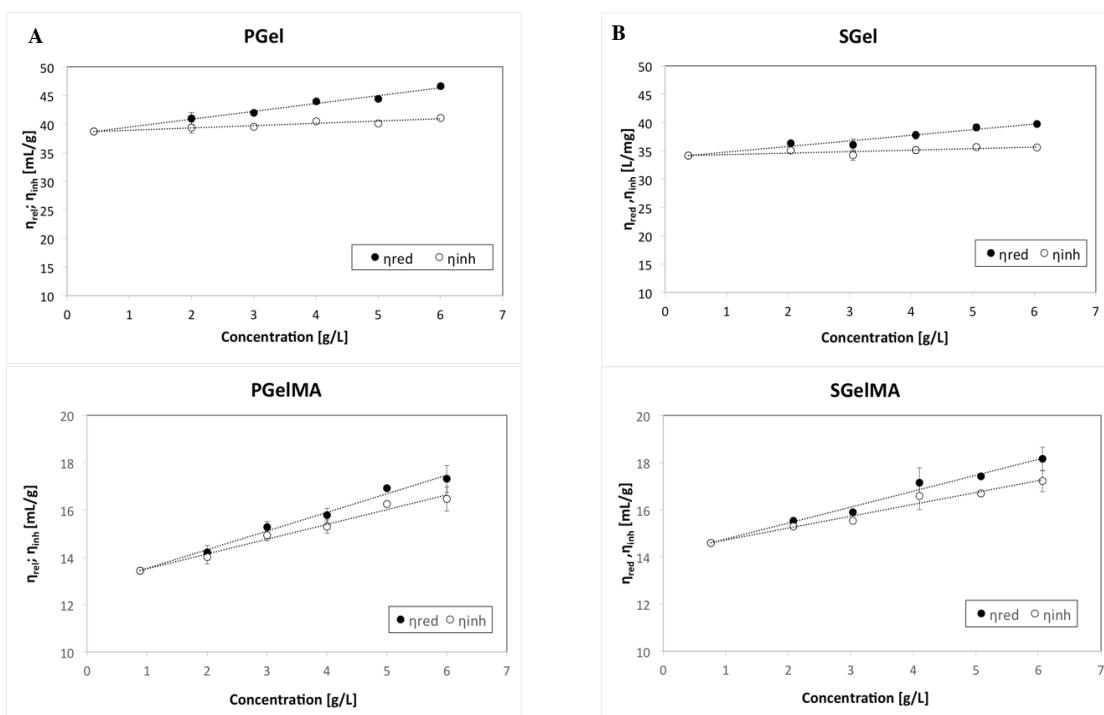 A
PGel
50
45
40
35
30
25
20
15
10
ηrel; ηinh [mL/g]
ηred ηinh
0 1 2 3 4 5 6 7
Concentration [g/L]
B
SGel
50
45
40
35
30
25
20
15
10
ηred ,ηinh [L/mg]
ηred ηinh
0 1 2 3 4 5 6 7
Concentration [g/L]
PGelMA
20
18
16
14
12
10
ηrel; ηinh [mL/g]
ηred ηinh
0 1 2 3 4 5 6 7
Concentration [g/L]
SGelMA
20
18
16
14
12
10
ηred ,ηinh [mL/g]
ηred ηinh
0 1 2 3 4 5 6 7
Concentration [g/L]